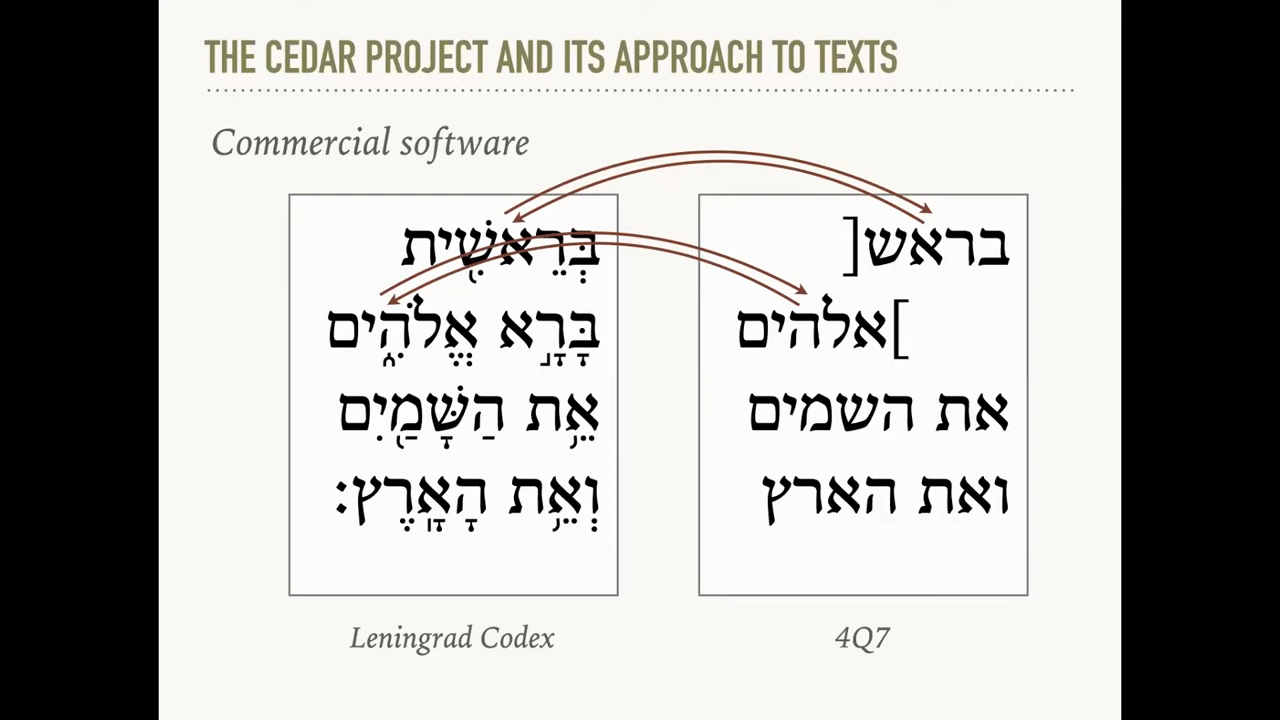 THE CEDAR PROJECT AND ITS APPROACH TO TEXTS
Commercial software
בְּרֵאשִׁ֖ית
בָּרָ֣א אֱלֹהִ֑ים
אֵ֥ת הַשָּׁמַ֖יִם
וְאֵ֥ת הָאָֽרֶץ׃
Leningrad Codex
בראש[
]אלהים
את השמים
ואת הארץ
4Q7